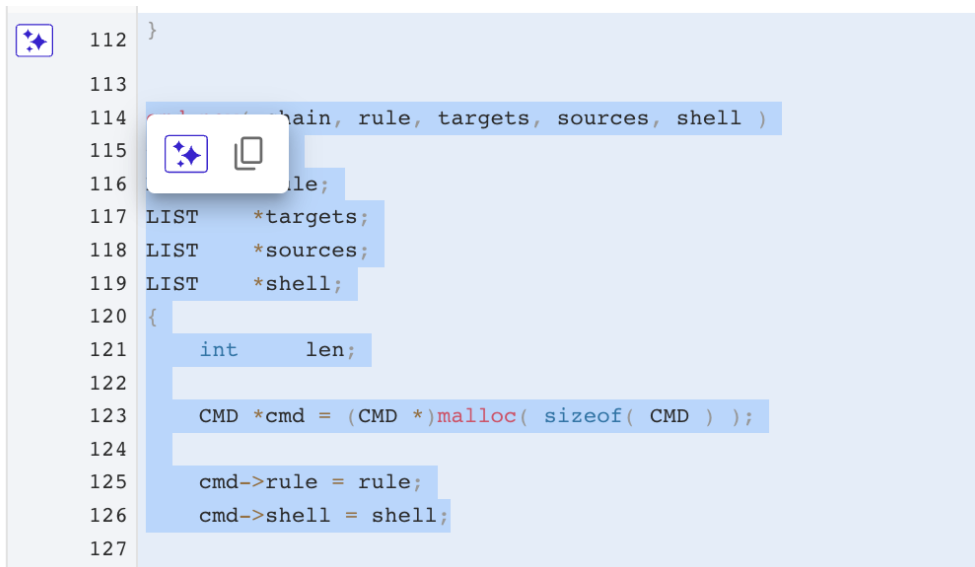 112 }
113
114 chain, rule, targets, sources, shell )
115
116 rule;
117 LIST *targets;
118 LIST *sources;
119 LIST *shell;
120 {
121 int len;
122
123 CMD *cmd = (CMD *)malloc( sizeof( CMD ) );
124
125 cmd->rule = rule;
126 cmd->shell = shell;
127